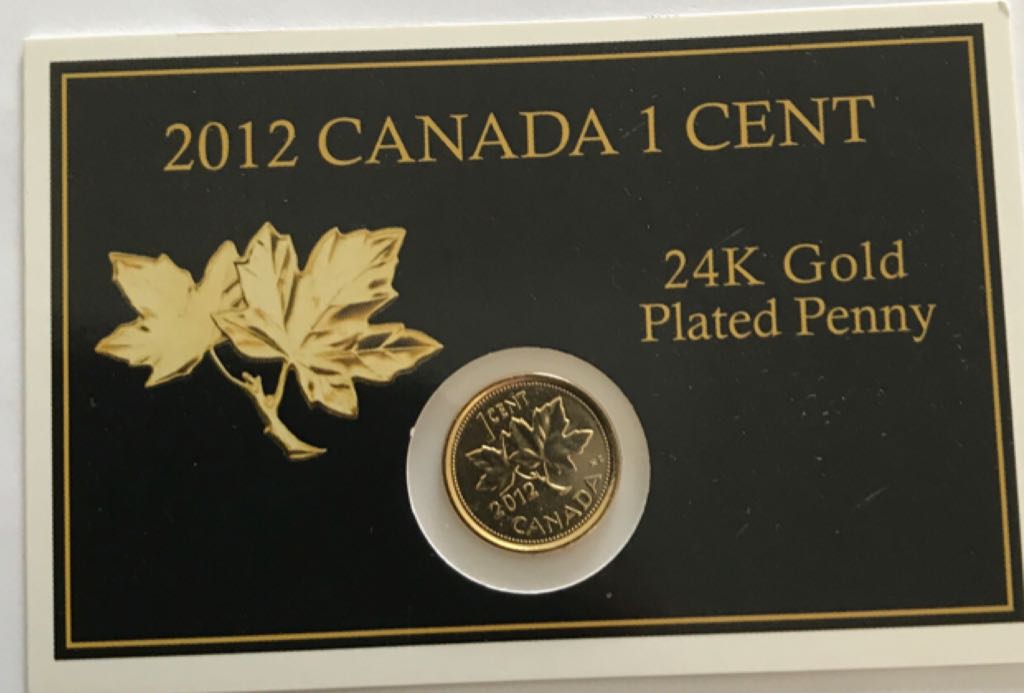 2012 CANADA 1 CENT
24K Gold
Plated Penny
1 CENT
2012
CANADA